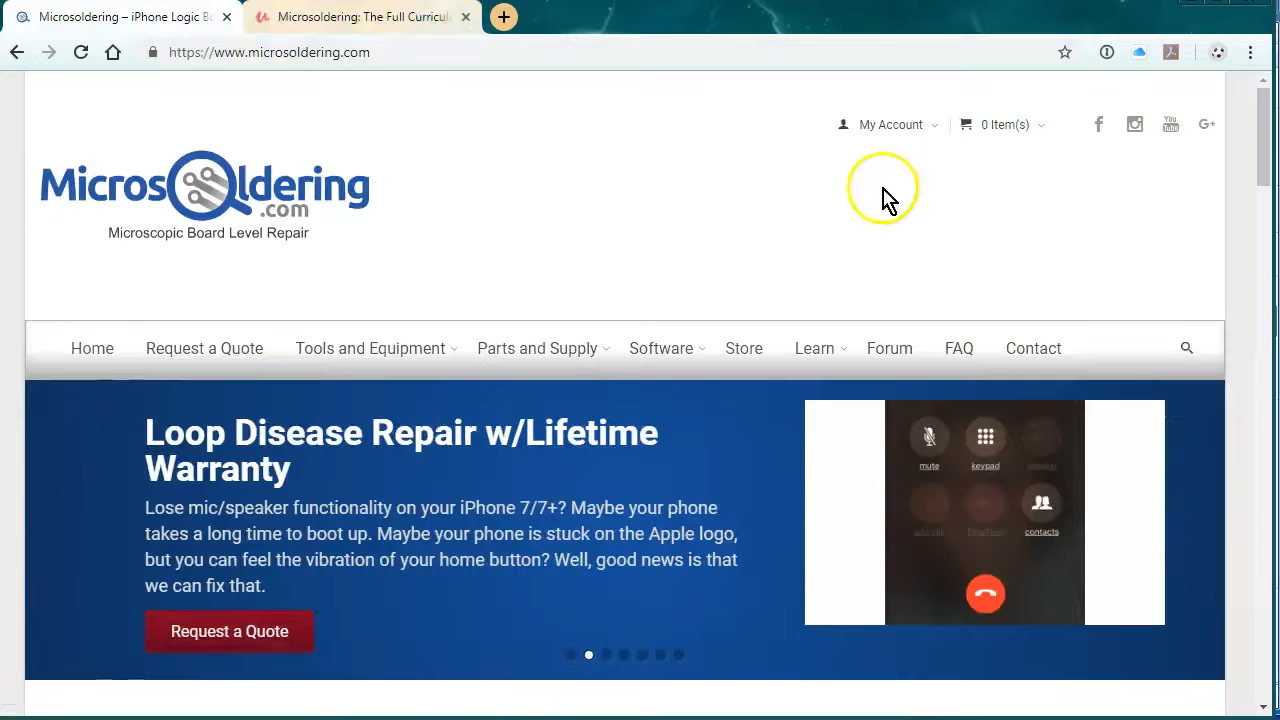 Microsoldering – iPhone Logic Bo
Microsoldering: The Full Curricul
https://www.microsoldering.com
My Account
0 Item(s)
You
Tube
G+
Microsoldering
.com
Microscopic Board Level Repair
Home
Request a Quote
Tools and Equipment
Parts and Supply
Software
Store
Learn
Forum
FAQ
Contact
Loop Disease Repair w/Lifetime
Warranty
Lose mic/speaker functionality on your iPhone 7/7+? Maybe your phone
takes a long time to boot up. Maybe your phone is stuck on the Apple logo,
but you can feel the vibration of your home button? Well, good news is that
we can fix that.
Request a Quote
mute
keypad
contacts